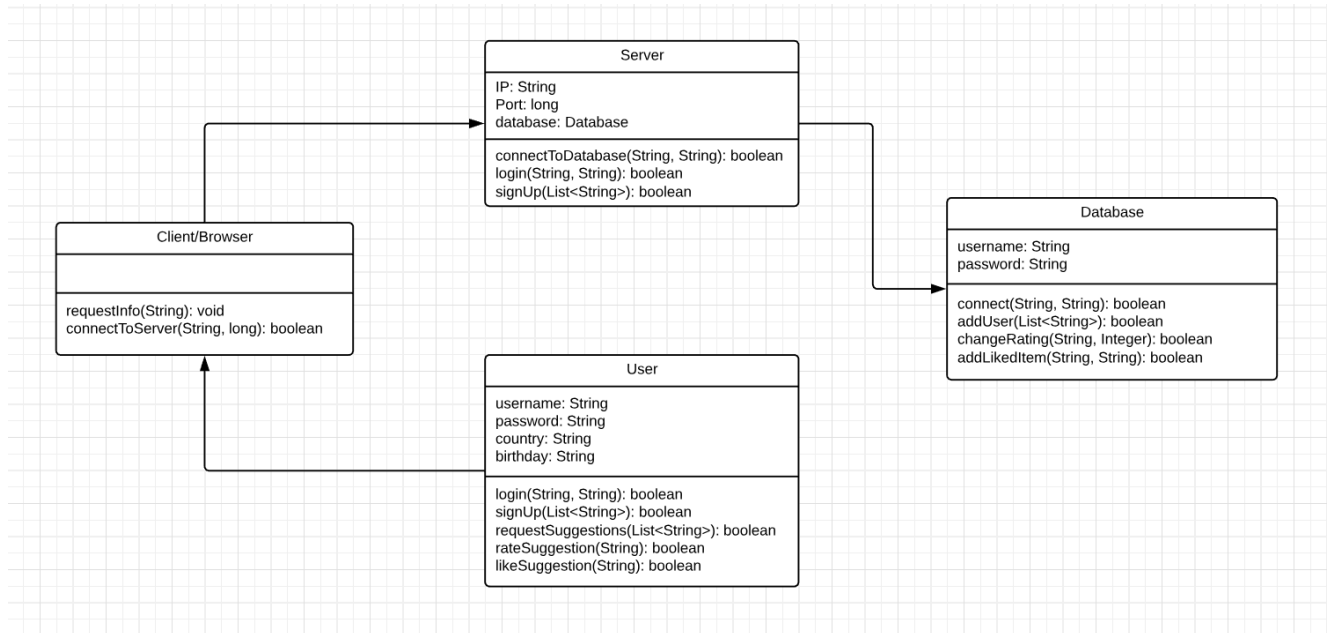 Server
IP: String
Port: long
database: Database
connectToDatabase(String, String): boolean
login(String, String): boolean
signUp(List<String>): boolean
Client/Browser
requestInfo(String): void
connectToServer(String, long): boolean
Database
username: String
password: String
connect(String, String): boolean
addUser(List<String>): boolean
changeRating(String, Integer): boolean
addLikedItem(String, String): boolean
User
username: String
password: String
country: String
birthday: String
login(String, String): boolean
signUp(List<String>): boolean
requestSuggestions(List<String>): boolean
rateSuggestion(String): boolean
likeSuggestion(String): boolean